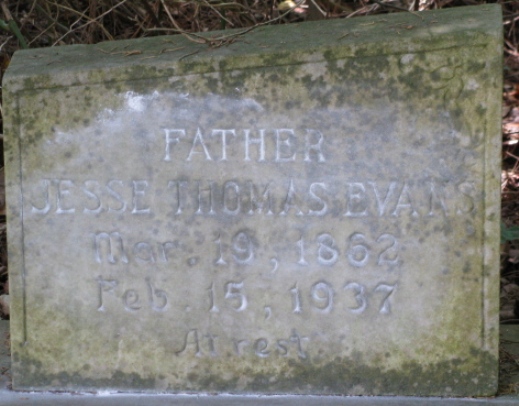 FATHER
JESSE THOMAS EVANS
Mar. 19, 1862
Feb. 15, 1937
At rest